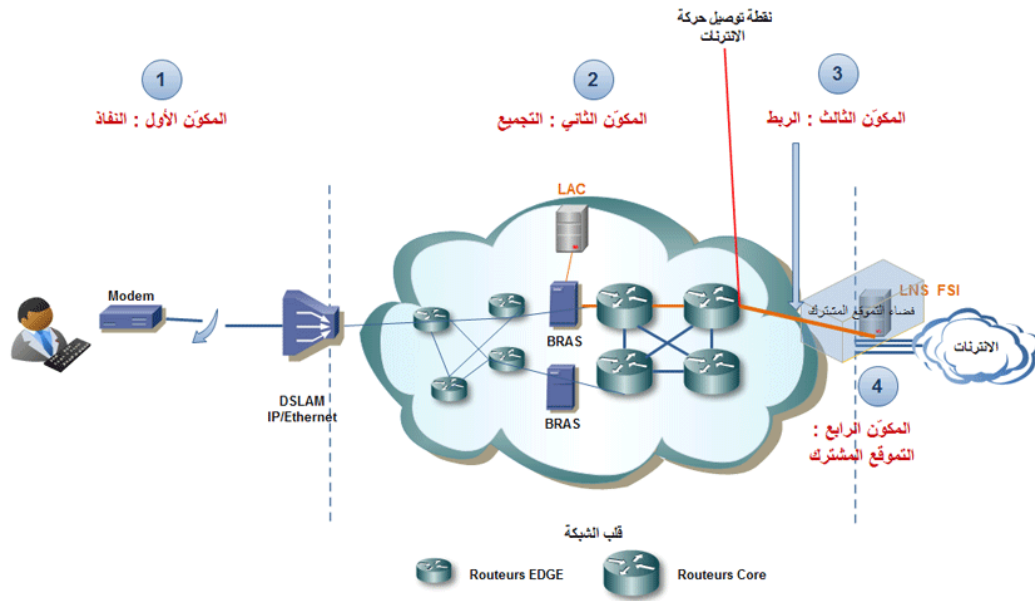 نقطة توصيل حركة
الانترنات
1
2
3
المكوّن الأول : النفاذ
المكوّن الثاني : التجميع
المكوّن الثالث : الربط
LAC
Modem
LNS FSI
فضاء التموقع المشترك
الانترنات
BRAS
DSLAM
IP/Ethernet
BRAS
4
المكوّن الرابع :
التموقع المشترك
قلب الشبكة
Routeurs EDGE
Routeurs Core